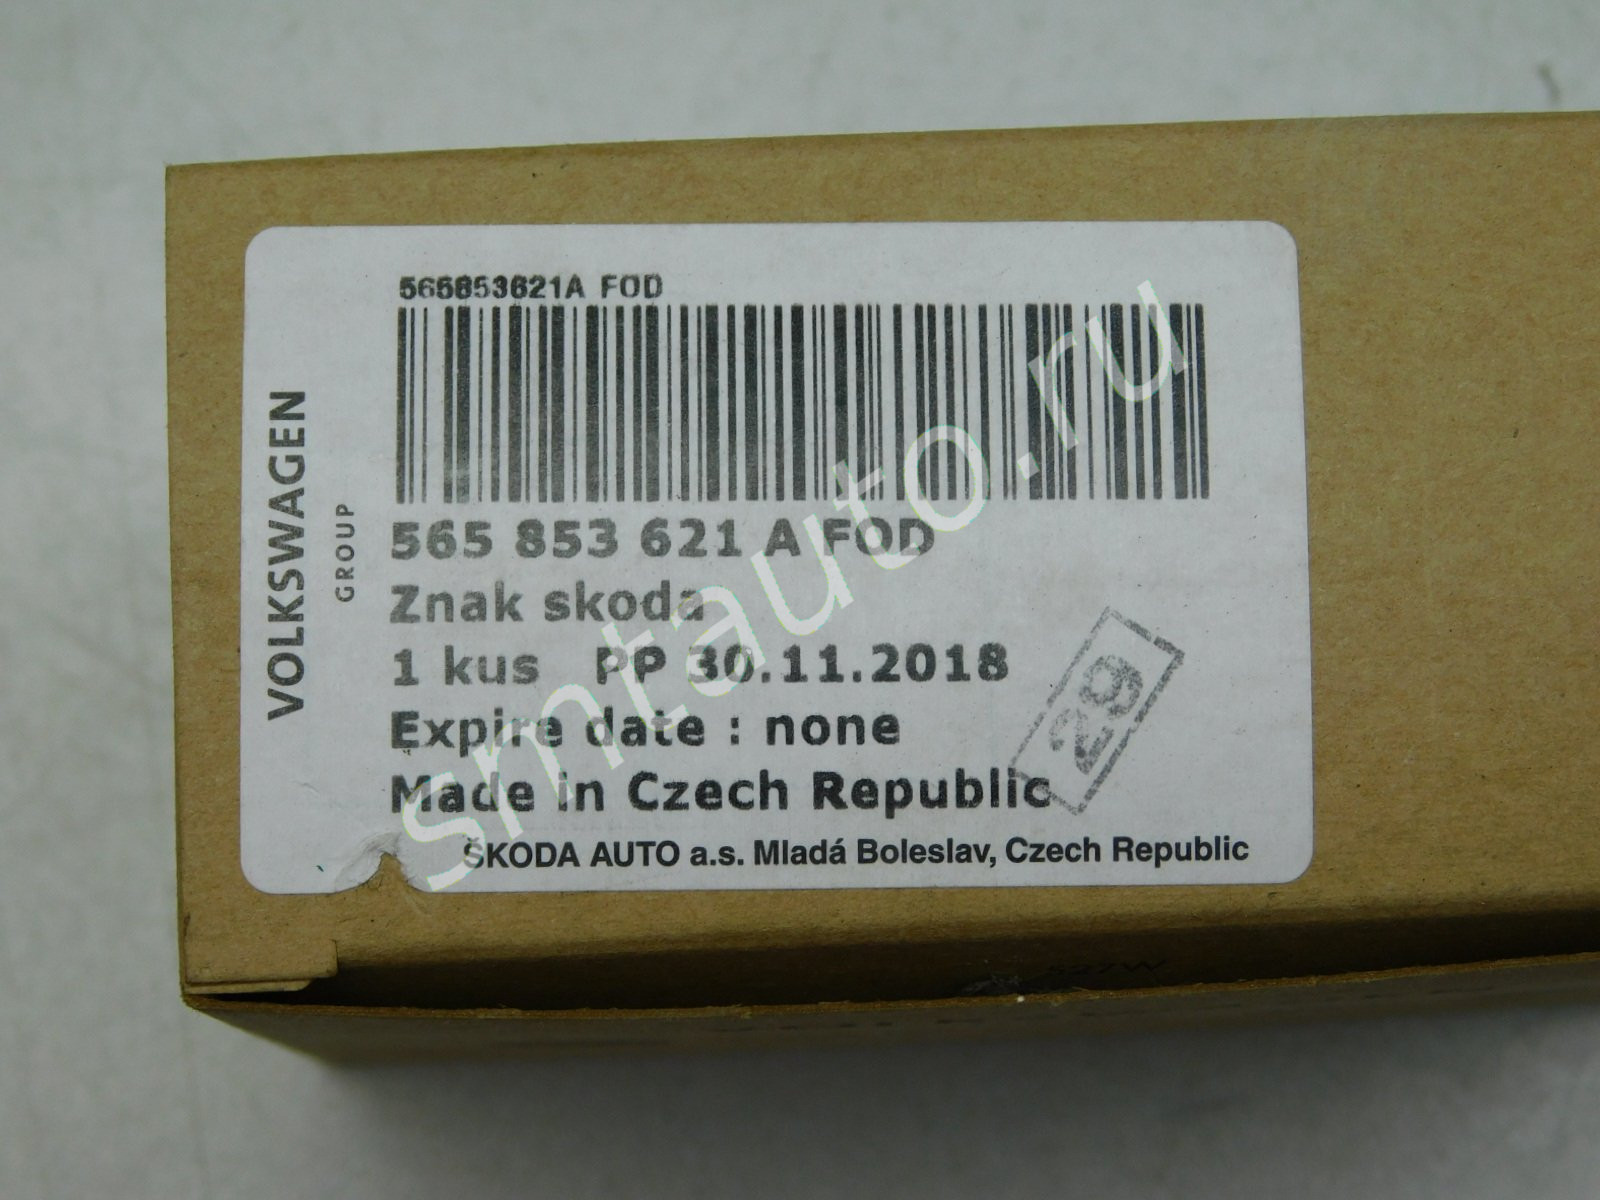 565853621A FOD
VOLKSWAGEN
GROUP
565 853 621 A FOD
Znak skoda
1 kus PP 30.11.2018
Expire date : none
Made in Czech Republic
29
ŠKODA AUTO a.s. Mladá Boleslav, Czech Republic
smtauto.ru